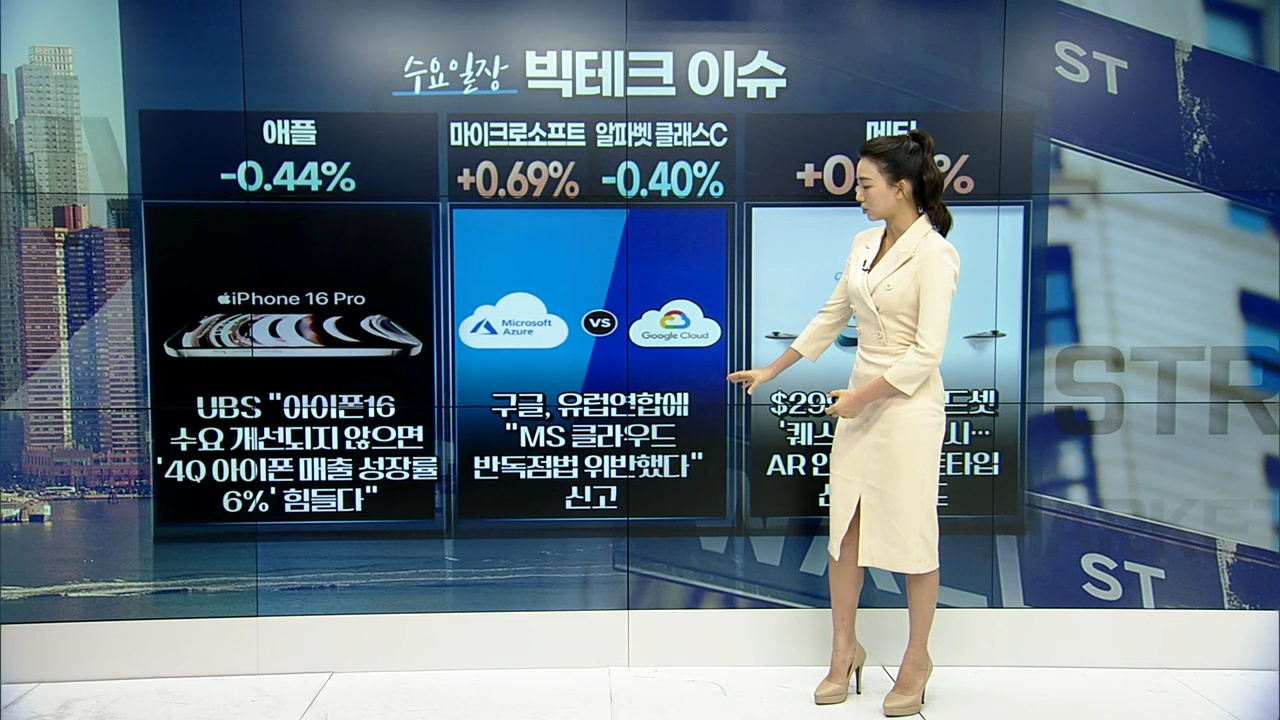 수요일장 빅테크 이슈
ST
애플
-0.44%
마이크로소프트 알파벳 클래스C
+0.69% -0.40%
iPhone 16 Pro
Microsoft
Azure
VS
Google Cloud
UBS "아이폰16
수요 개선되지 않으면
'4Q 아이폰 매출 성장률
6%' 힘들다"
구글, 유럽연합에
"MS 클라우드
반독점법 위반했다"
신고
AR
STR
ST